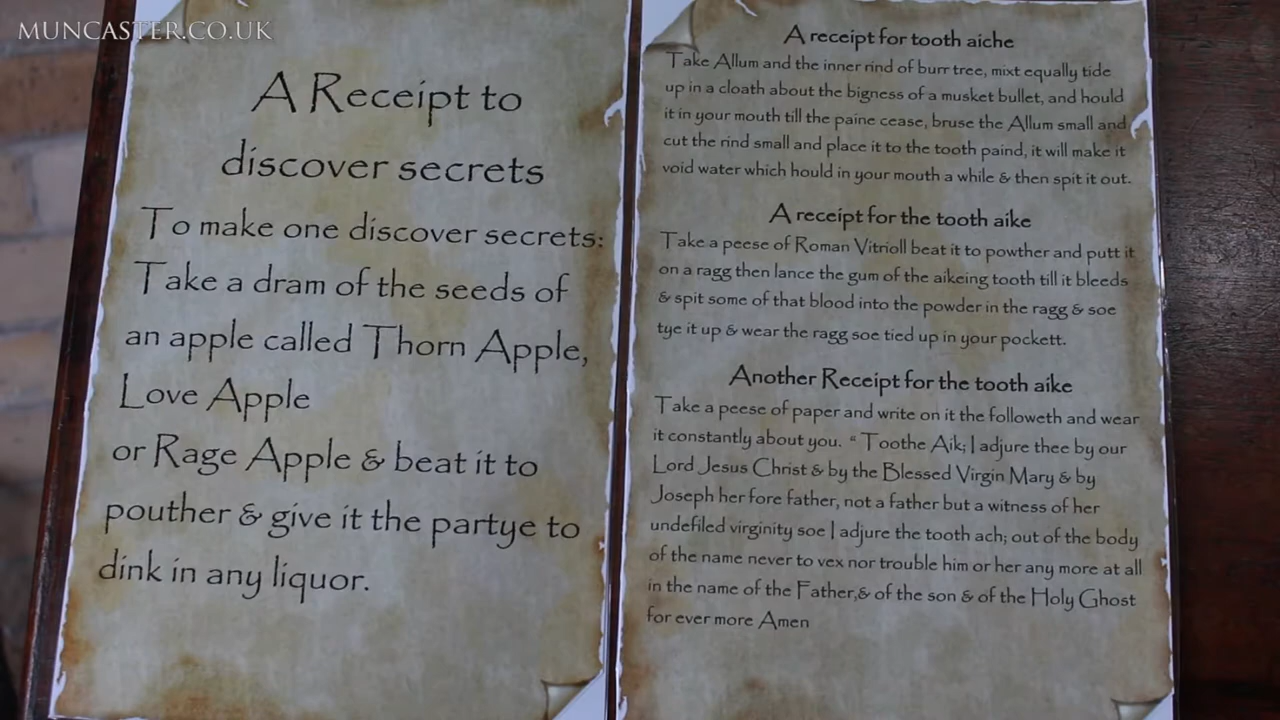 MUNCASTER.CO.UK
A Receipt to
discover secrets
To make one discover secrets:
Take a dram of the seeds of
an apple called Thorn Apple,
Love Apple
or Rage Apple & beat it to
pouther & give it the partye to
dink in any liquor.
A receipt for tooth aiche
Take Allum and the inner rind of burr tree, mixt equally tide
up in a cloath about the bigness of a musket bullet, and hould
it in your mouth till the paine cease, bruse the Allum small and
cut the rind small and place it to the tooth paind, it will make it
void water which hould in your mouth a while & then spit it out.
A receipt for the tooth aike
Take a peese of Roman Vitrioll beat it to powther and putt it
on a ragg then lance the gum of the aikeing tooth till it bleeds
& spit some of that blood into the powder in the ragg & soe
tye it up & wear the ragg soe tied up in your pockett.
Another Receipt for the tooth aike
Take a peese of paper and write on it the followeth and wear
it constantly about you. “ Toothe Aik; I adjure thee by our
Lord Jesus Christ & by the Blessed Virgin Mary & by
Joseph her fore father, not a father but a witness of her
undefiled virginity soe I adjure the tooth ach; out of the body
of the name never to vex nor trouble him or her any more at all
in the name of the Father,& of the son & of the Holy Ghost
for ever more Amen